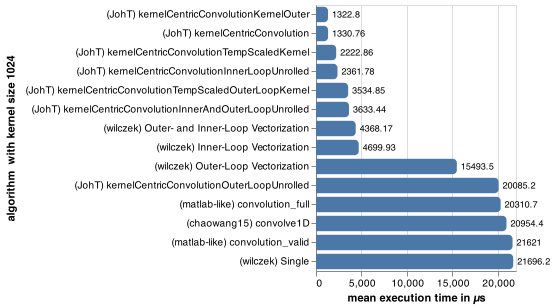 algorithm with kernel size 1024
(JohT) kernelCentricConvolutionKernelOuter 1322.8
(JohT) kernelCentricConvolution 1330.76
(JohT) kernelCentricConvolutionTempScaledKernel 2222.86
(JohT) kernelCentricConvolutionInnerLoopUnrolled 2361.78
(JohT) kernelCentricConvolutionTempScaledOuterLoopKernel 3534.85
(JohT) kernelCentricConvolutionInnerAndOuterLoopUnrolled 3633.44
(wilczek) Outer- and Inner-Loop Vectorization 4368.17
(wilczek) Inner-Loop Vectorization 4699.93
(wilczek) Outer-Loop Vectorization 15493.5
(JohT) kernelCentricConvolutionOuterLoopUnrolled 20085.2
(matlab-like) convolution_full 20310.7
(chaowang15) convolve1D 20954.4
(matlab-like) convolution_valid 21621
(wilczek) Single 21696.2
0 5,000 10,000 15,000 20,000
mean execution time in µs